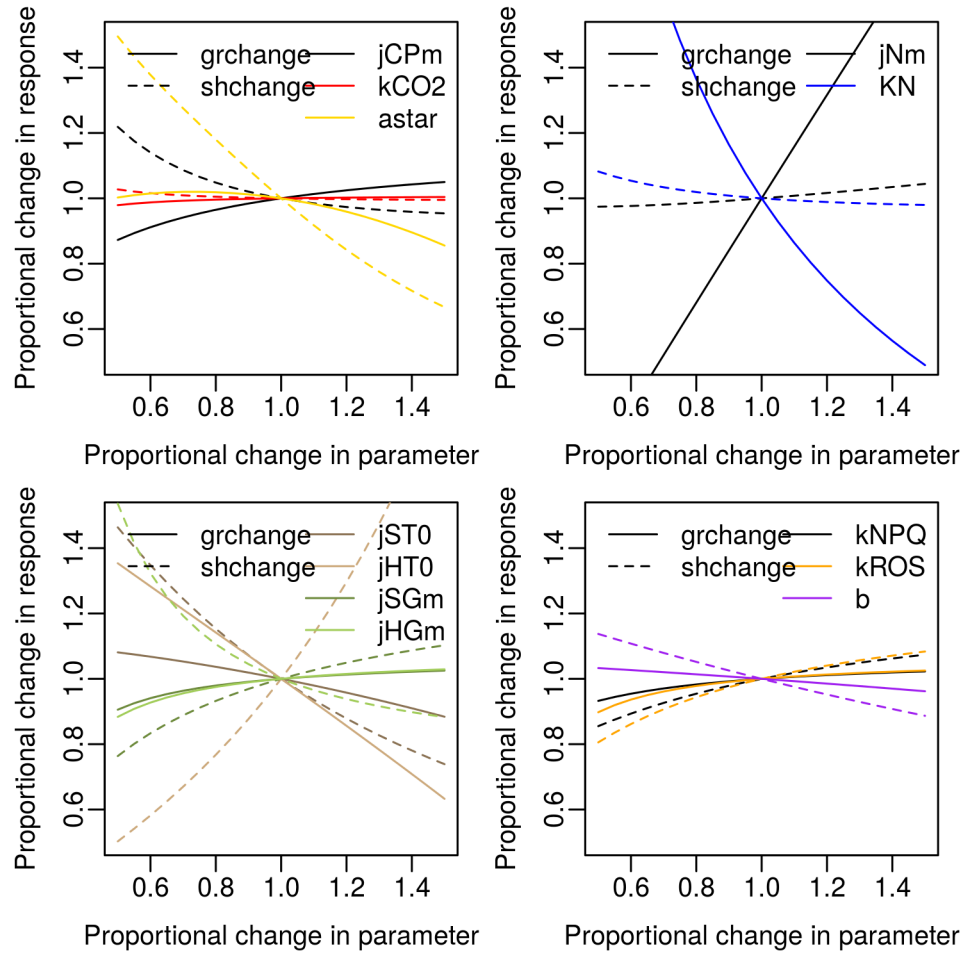 Proportional change in response
1.4
1.2
1.0
0.8
0.6
grchange
shchange
jCPm
kCO2
astar
0.6 0.8 1.0 1.2 1.4
Proportional change in parameter
Proportional change in response
1.4
1.2
1.0
0.8
0.6
grchange
shchange
jNm
KN
0.6 0.8 1.0 1.2 1.4
Proportional change in parameter
Proportional change in response
1.4
1.2
1.0
0.8
0.6
grchange
shchange
jST0
jHT0
jSGm
jHGm
0.6 0.8 1.0 1.2 1.4
Proportional change in parameter
Proportional change in response
1.4
1.2
1.0
0.8
0.6
grchange
shchange
kNPQ
kROS
b
0.6 0.8 1.0 1.2 1.4
Proportional change in parameter